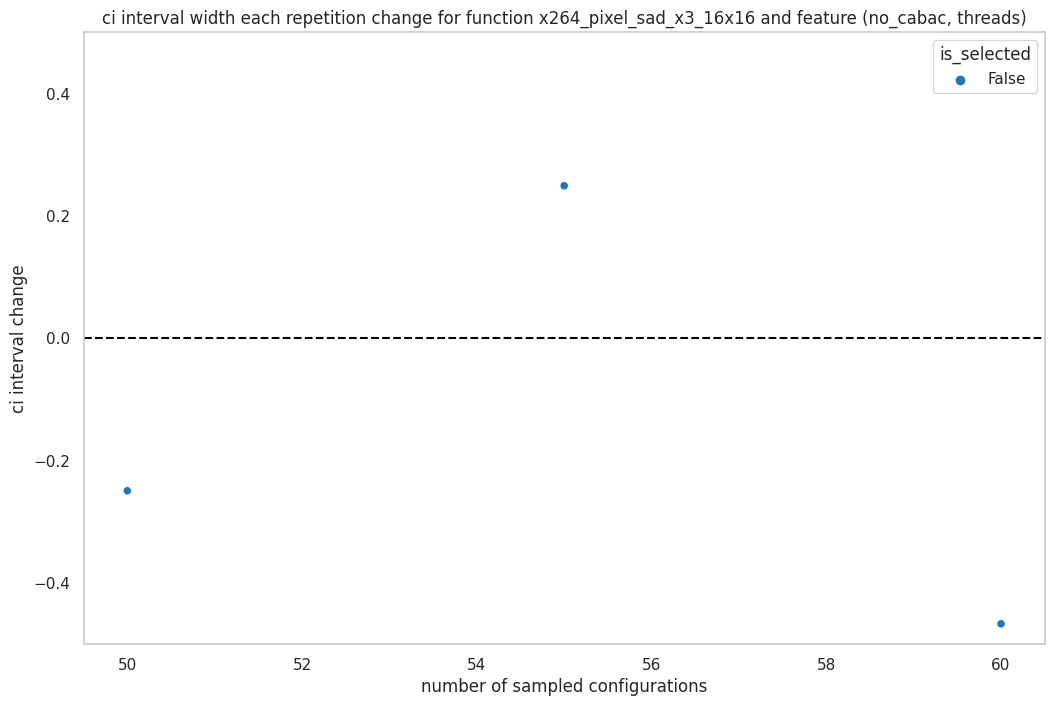 ci interval width each repetition change for function x264_pixel_sad_x3_16x16 and feature (no_cabac, threads)
is_selected
False
0.4
0.2
0.0
−0.2
−0.4
ci interval change
50
52
54
56
58
60
number of sampled configurations